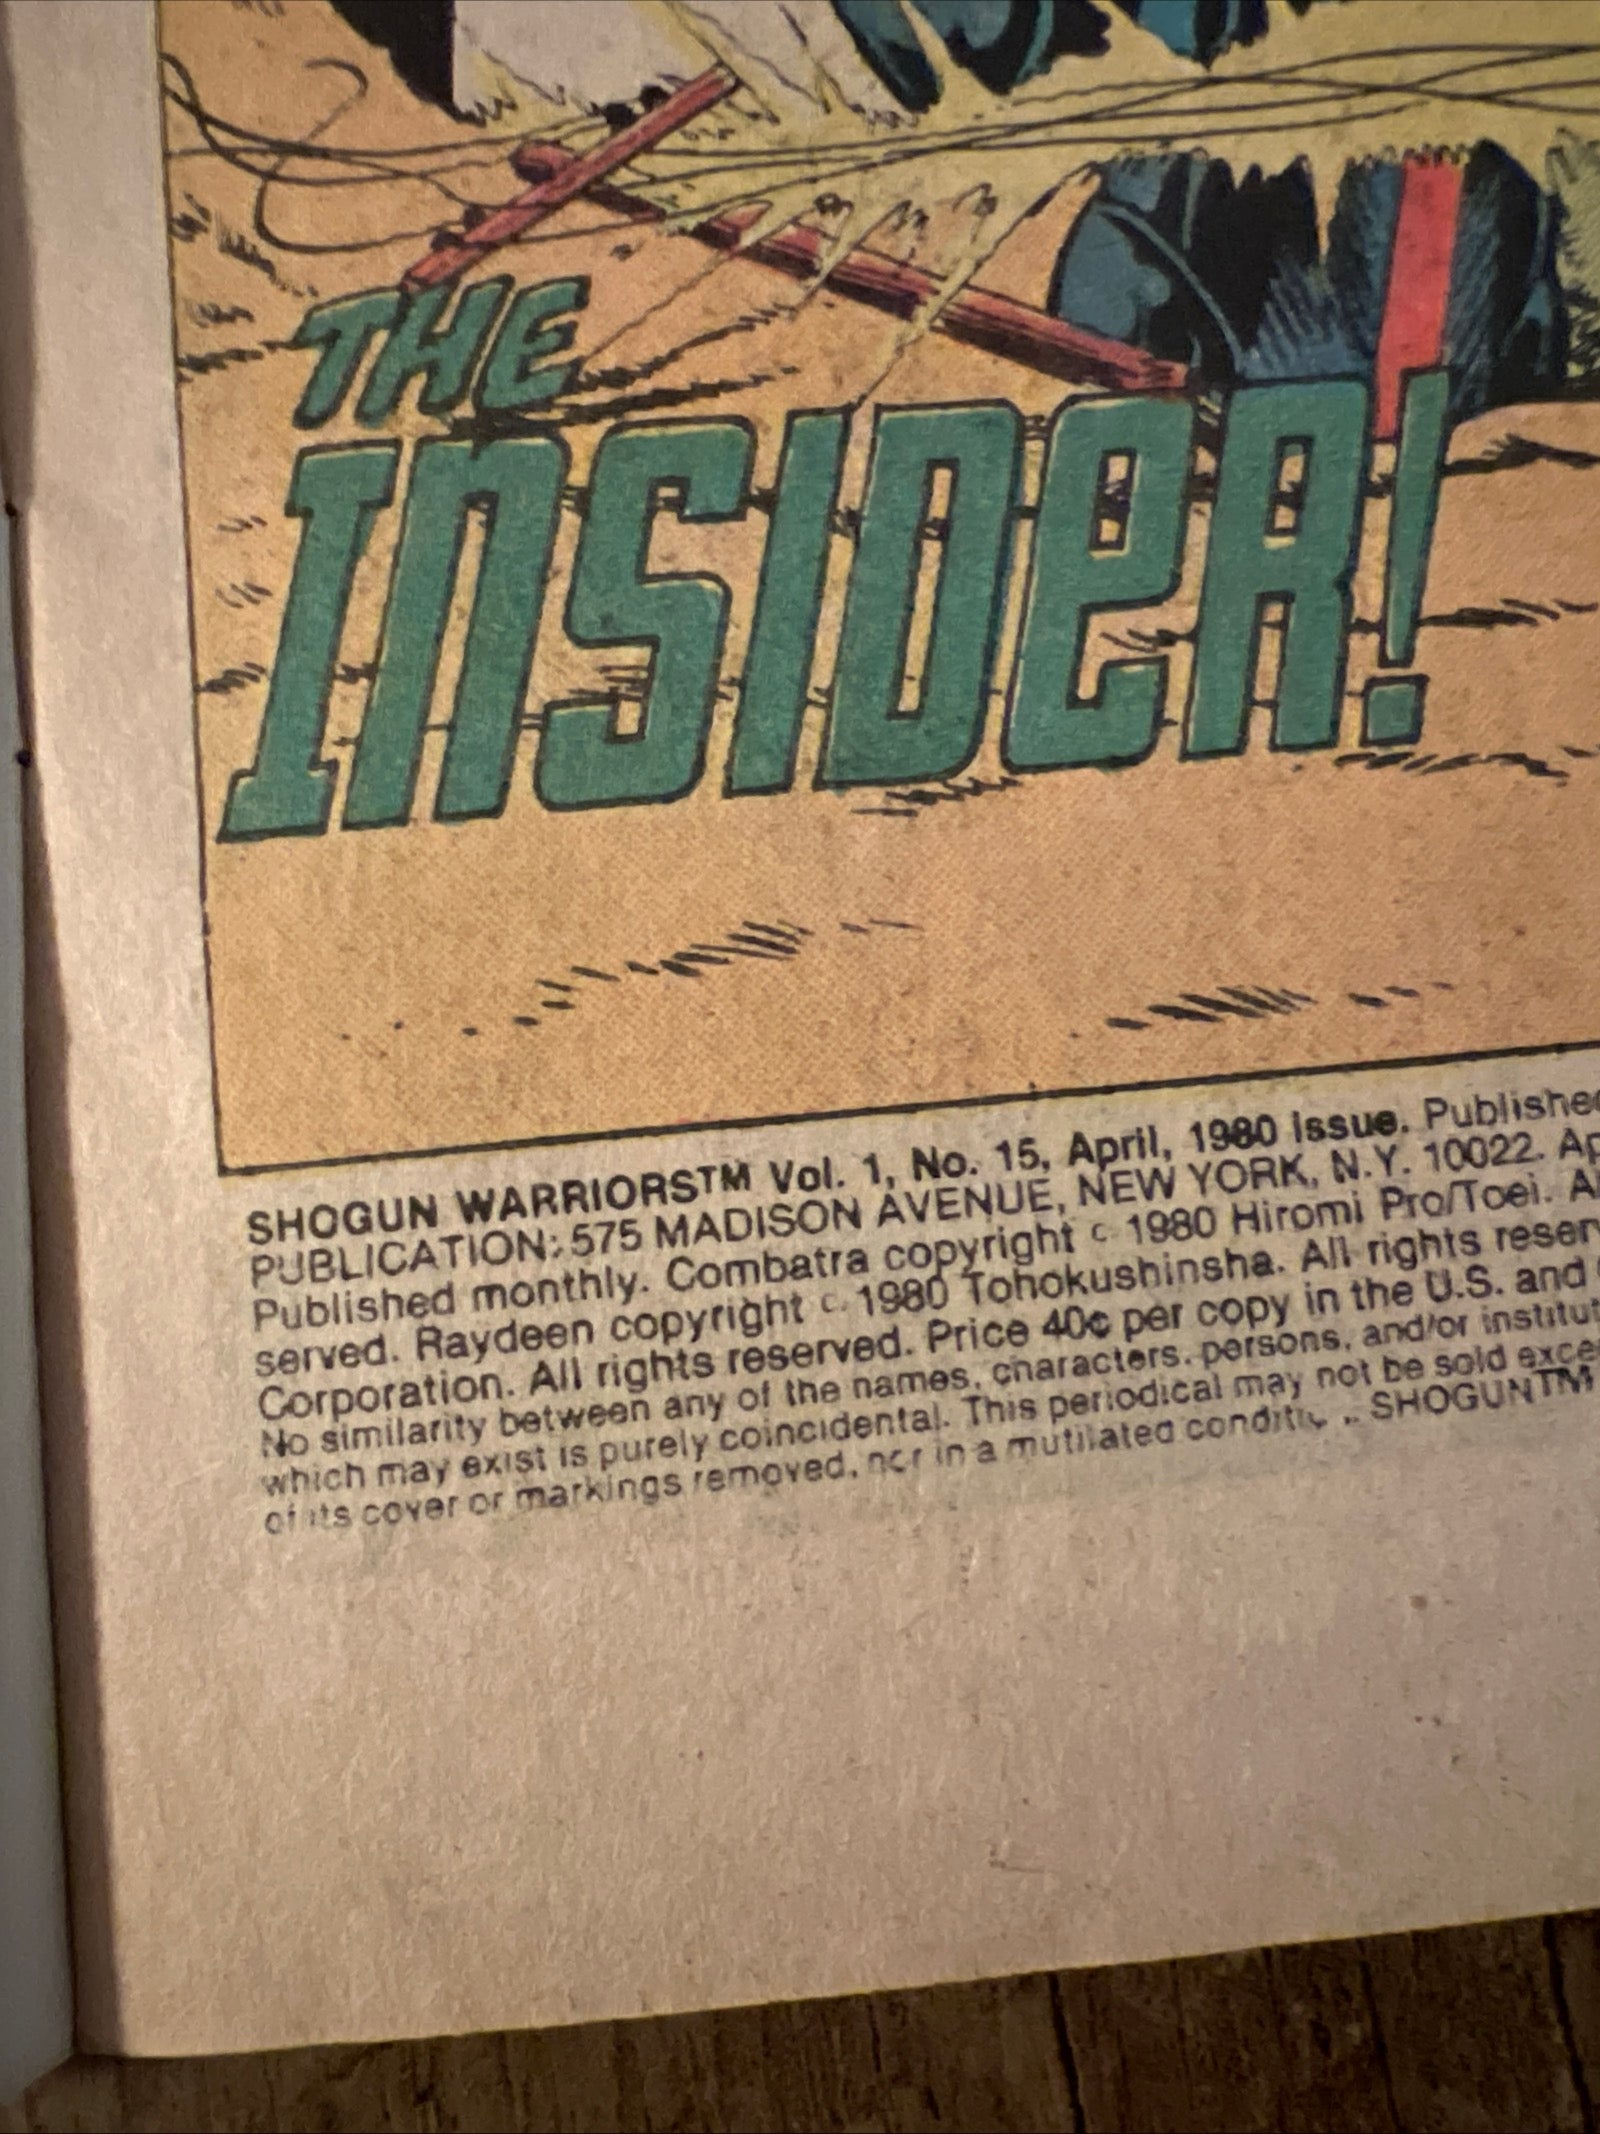 THE
INSIDER!
SHOGUN WARRIORS™ Vol. 1, No. 15, April, 1980 Issue. Published
PUBLICATION: 575 MADISON AVENUE, NEW YORK, N.Y. 10022.
Published monthly. Combatra copyright c 1980 Hiromi Pro/Toei.
served. Raydeen copyright c. 1980 Tohokushinsha. All rights
Corporation. All rights reserved. Price 40¢ per copy in the U.S. and
No similarity between any of the names, characters, persons, and/or
which may exist is purely coincidental. This periodical may not be sold
of its cover or markings removed, nor in a mutilated SHOGUN™